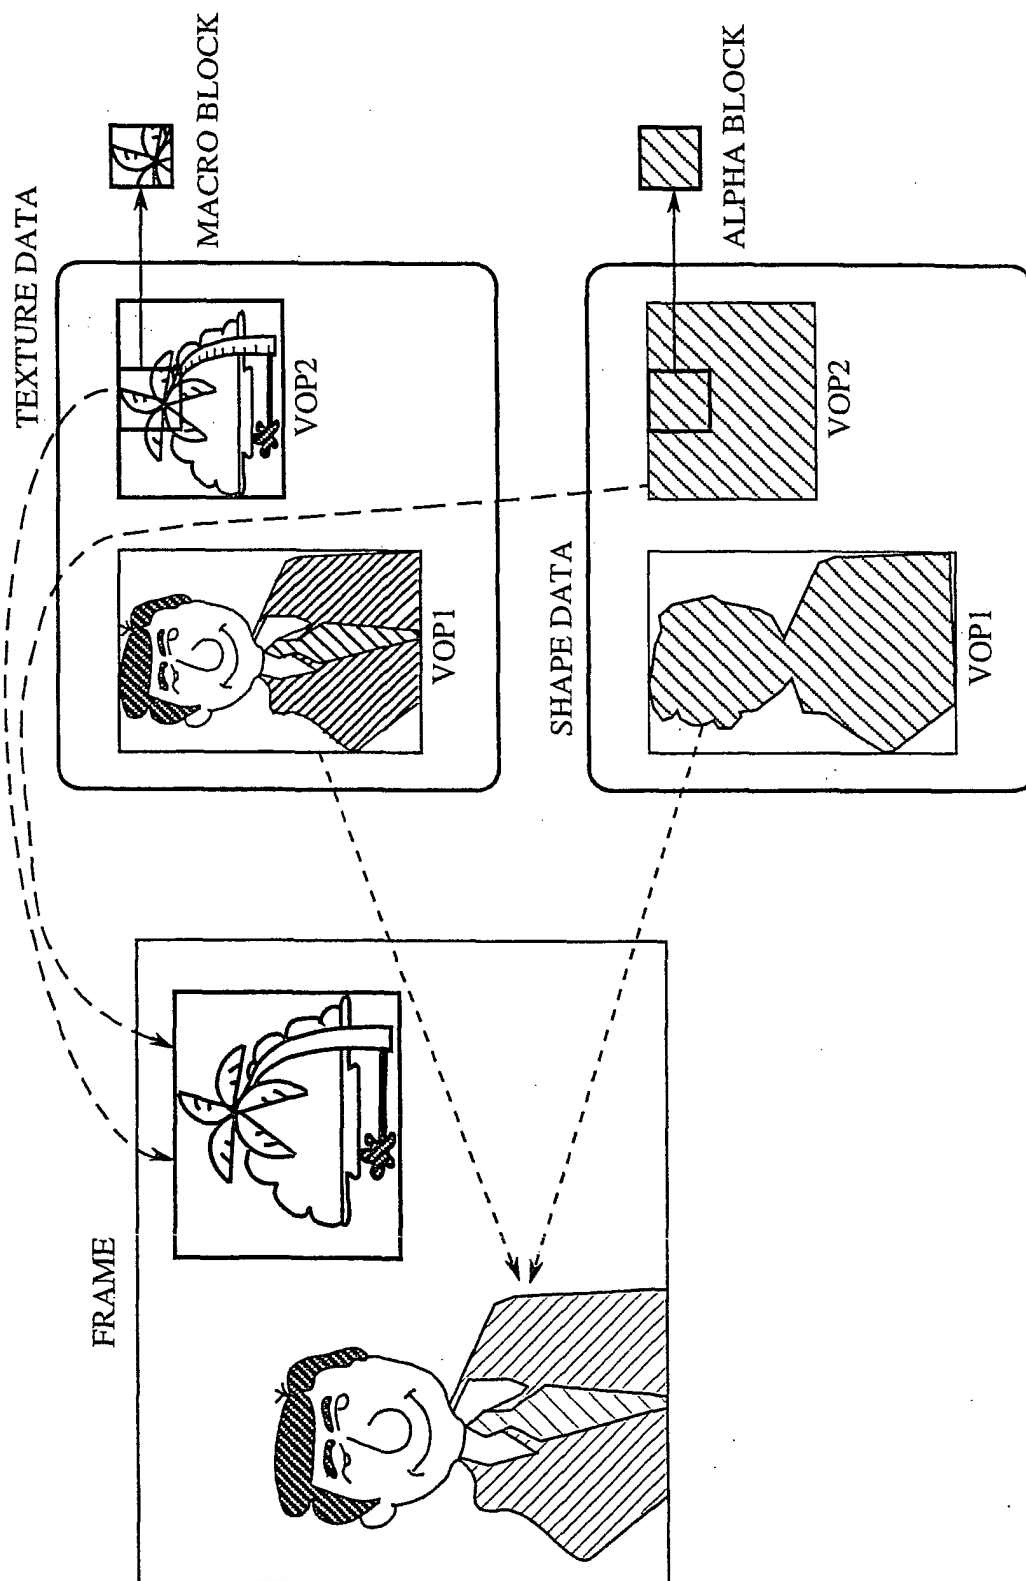 FRAME
TEXTURE DATA
VOP1
VOP2
MACRO BLOCK
SHAPE DATA
VOP1
VOP2
ALPHA BLOCK